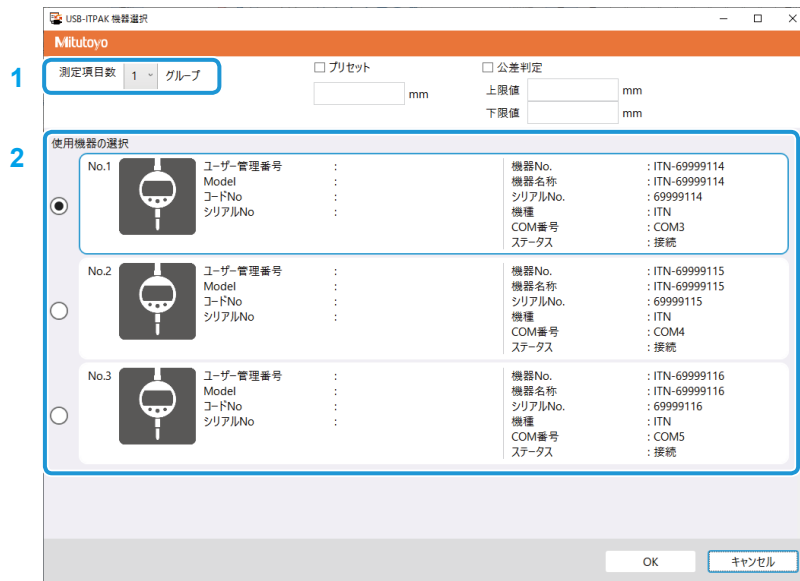 USB-ITPAK 機器選択
Mitutoyo
1
測定項目数 1 グループ
プリセット
mm
公差判定
上限値 mm
下限値 mm
2
使用機器の選択
No.1
ユーザー管理番号 :
Model :
コードNo :
シリアルNo :
機器No. : ITN-69999114
機器名称 : ITN-69999114
シリアルNo. : 69999114
機種 : ITN
COM番号 : COM3
ステータス : 接続
No.2
ユーザー管理番号 :
Model :
コードNo :
シリアルNo :
機器No. : ITN-69999115
機器名称 : ITN-69999115
シリアルNo. : 69999115
機種 : ITN
COM番号 : COM4
ステータス : 接続
No.3
ユーザー管理番号 :
Model :
コードNo :
シリアルNo :
機器No. : ITN-69999116
機器名称 : ITN-69999116
シリアルNo. : 69999116
機種 : ITN
COM番号 : COM5
ステータス : 接続
OK
キャンセル